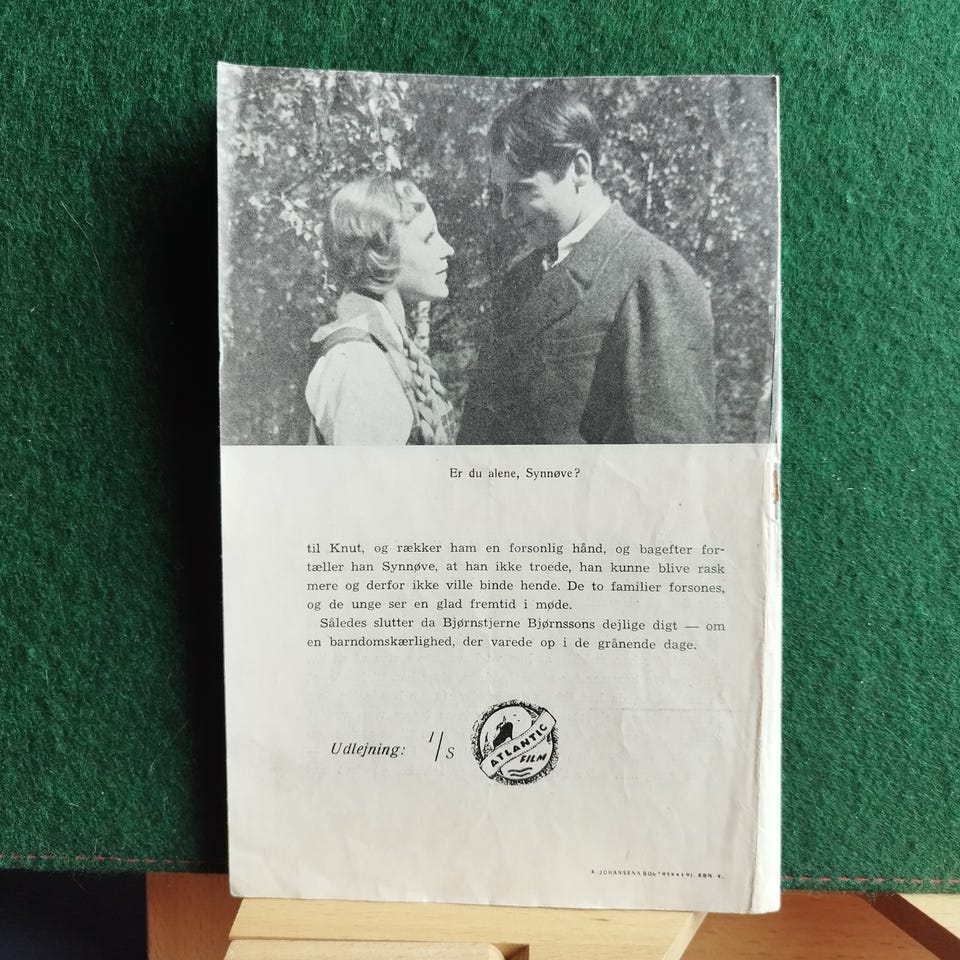 Er du alene, Synnøve?
til Knut, og rækker ham en forsonlig hånd, og bagefter for-
tæller han Synnøve, at han ikke troede, han kunne blive rask
mere og derfor ikke ville binde hende. De to familier forsones,
og de unge ser en glad fremtid i møde.
Således slutter da Bjørnstjerne Bjørnssons dejlige digt — om
en barndomskærlighed, der varede op i de grånende dage.
Udlejning: I/S
ATLANTIC
FILM
A. JOHANSENS BOGTRYKKERI, KBH. K.